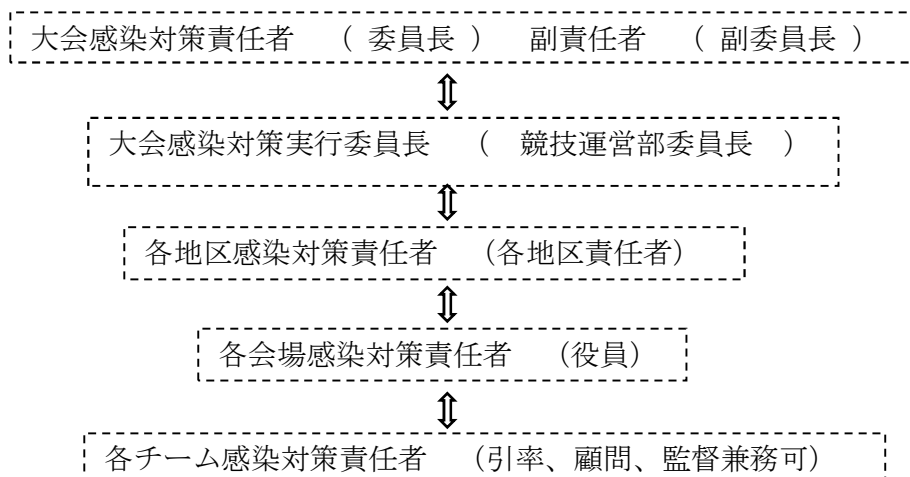 大会感染対策責任者 （ 委員長 ） 副責任者 （ 副委員長 ）
大会感染対策実行委員長 （ 競技運営部委員長 ）
各地区感染対策責任者 （各地区責任者）
各会場感染対策責任者 （役員）
各チーム感染対策責任者 （引率、顧問、監督兼務可）